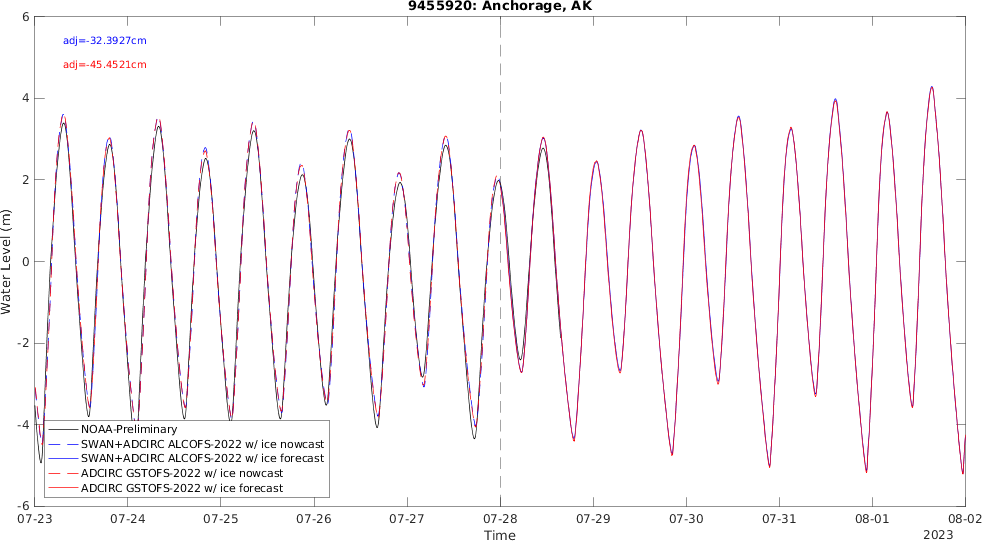 9455920: Anchorage, AK
adj=-32.3927cm
adj=-45.4521cm
6
4
2
0
-2
-4
-6
Water Level (m)
NOAA-Preliminary
SWAN+ADCIRC ALCOFS-2022 w/ ice nowcast
SWAN+ADCIRC ALCOFS-2022 w/ ice forecast
ADCIRC GSTOFS-2022 w/ ice nowcast
ADCIRC GSTOFS-2022 w/ ice forecast
07-23 07-24 07-25 07-26 07-27 07-28 07-29 07-30 07-31 08-01 08-02
Time
2023